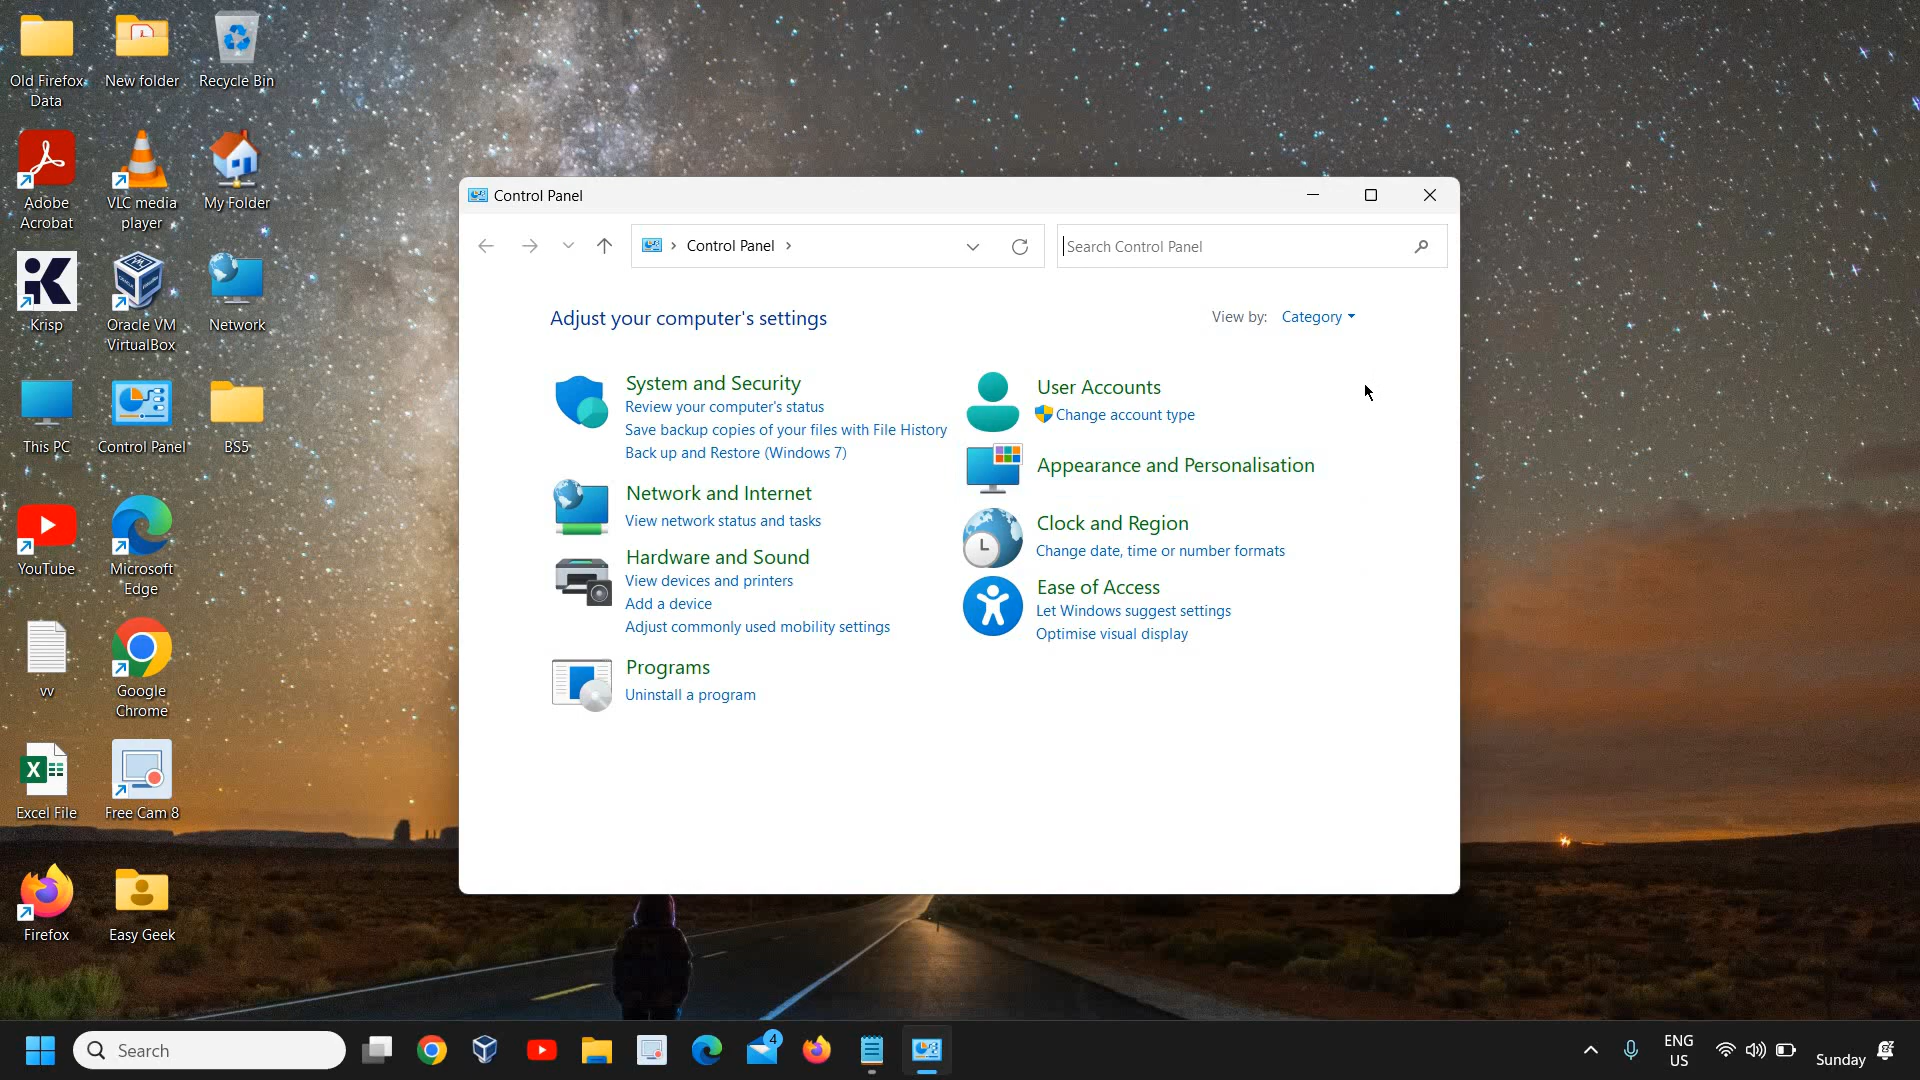 Old Firefox Data
New folder
Recycle Bin
Adobe Acrobat
VLC media player
My Folder
Krisp
Oracle VM VirtualBox
Network
This PC
Control Panel
BS5
YouTube
Microsoft Edge
vv
Google Chrome
Excel File
Free Cam 8
Firefox
Easy Geek
Control Panel
Control Panel
Search Control Panel
Adjust your computer's settings
View by: Category
System and Security
Review your computer's status
Save backup copies of your files with File History
Back up and Restore (Windows 7)
Network and Internet
View network status and tasks
Hardware and Sound
View devices and printers
Add a device
Adjust commonly used mobility settings
Programs
Uninstall a program
User Accounts
Change account type
Appearance and Personalisation
Clock and Region
Change date, time or number formats
Ease of Access
Let Windows suggest settings
Optimise visual display
Search
4
ENG
US
Sunday